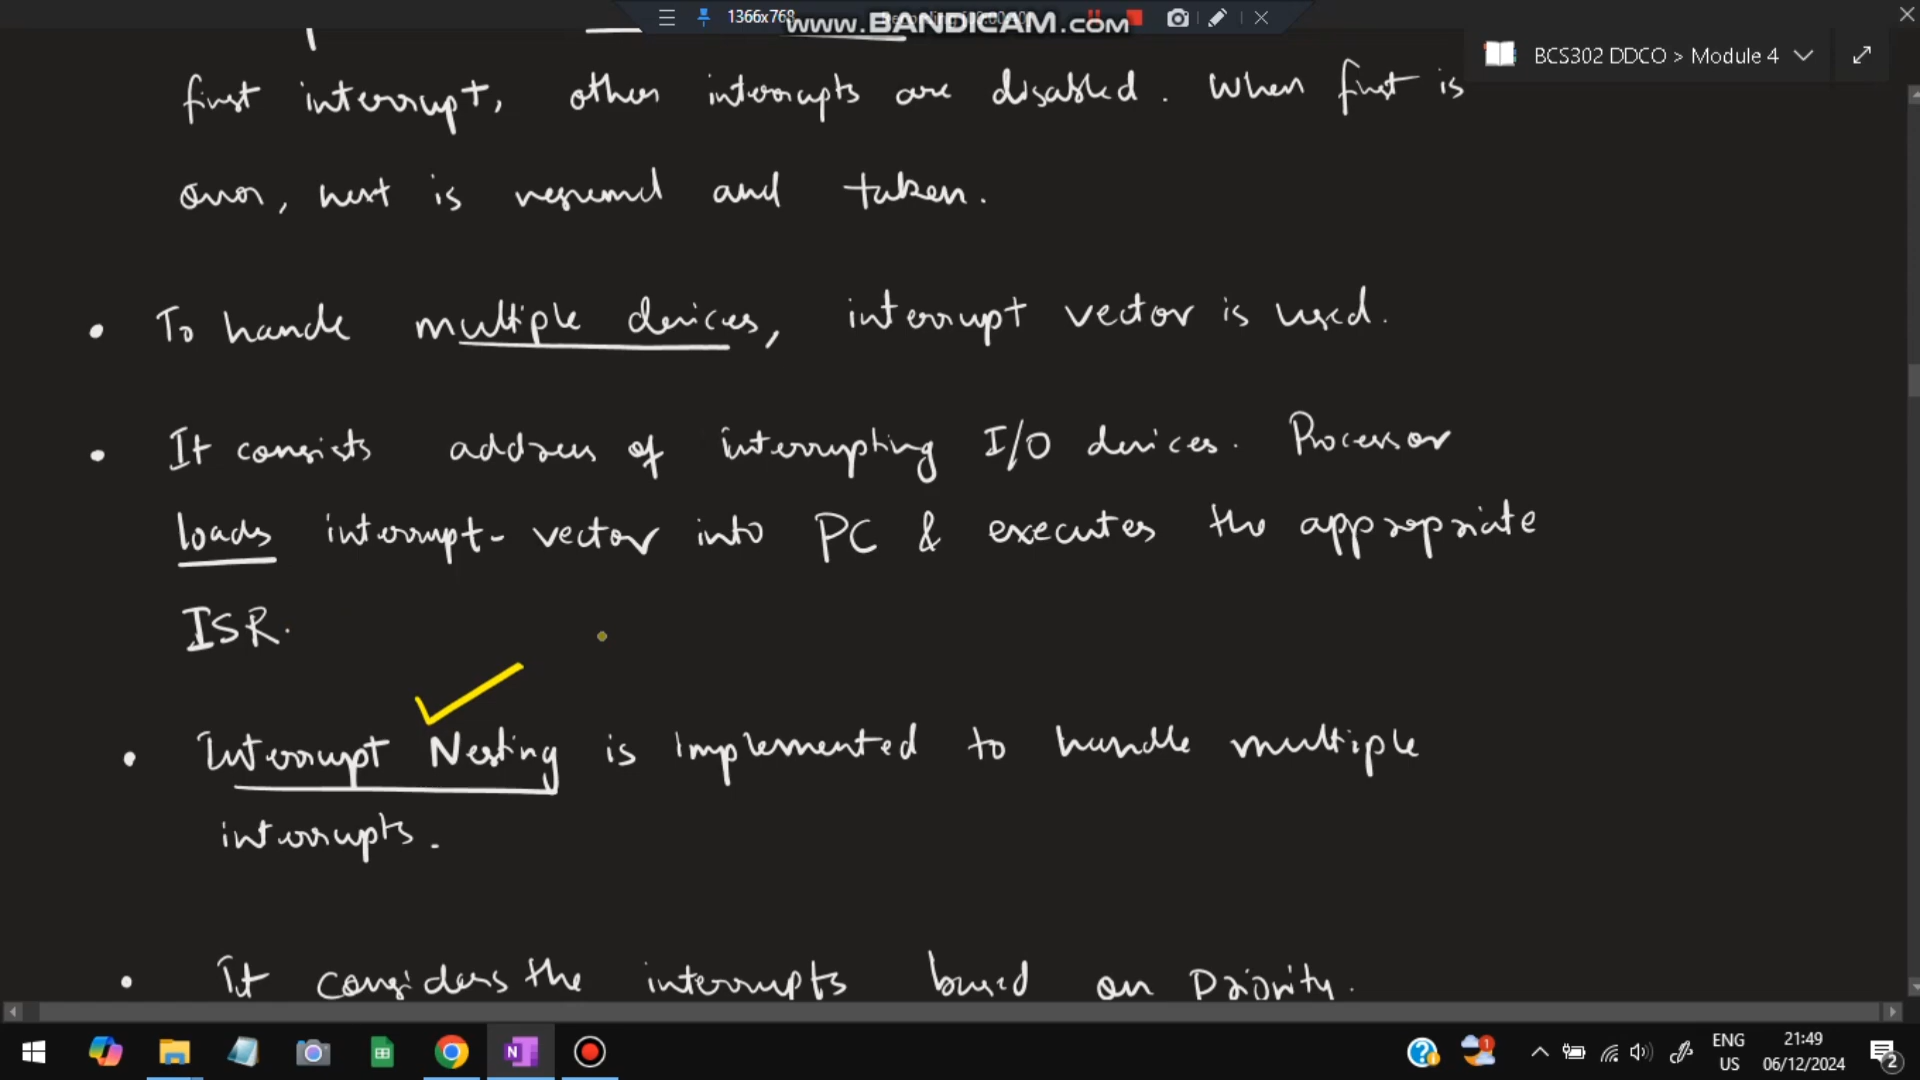 1366x768
www.BANDICAM.com
BCS302 DDCO > Module 4
first interrupt, other interrupts are disabled. When first is
over, next is resumed and taken.
• To handle multiple devices, interrupt vector is used.
• It consists address of interrupting I/O devices. Processor
loads interrupt-vector into PC & executes the appropriate
ISR.
• Interrupt Nesting is implemented to handle multiple
interrupts.
• It considers the interrupts based on Priority.
ENG
US
21:49
06/12/2024
2